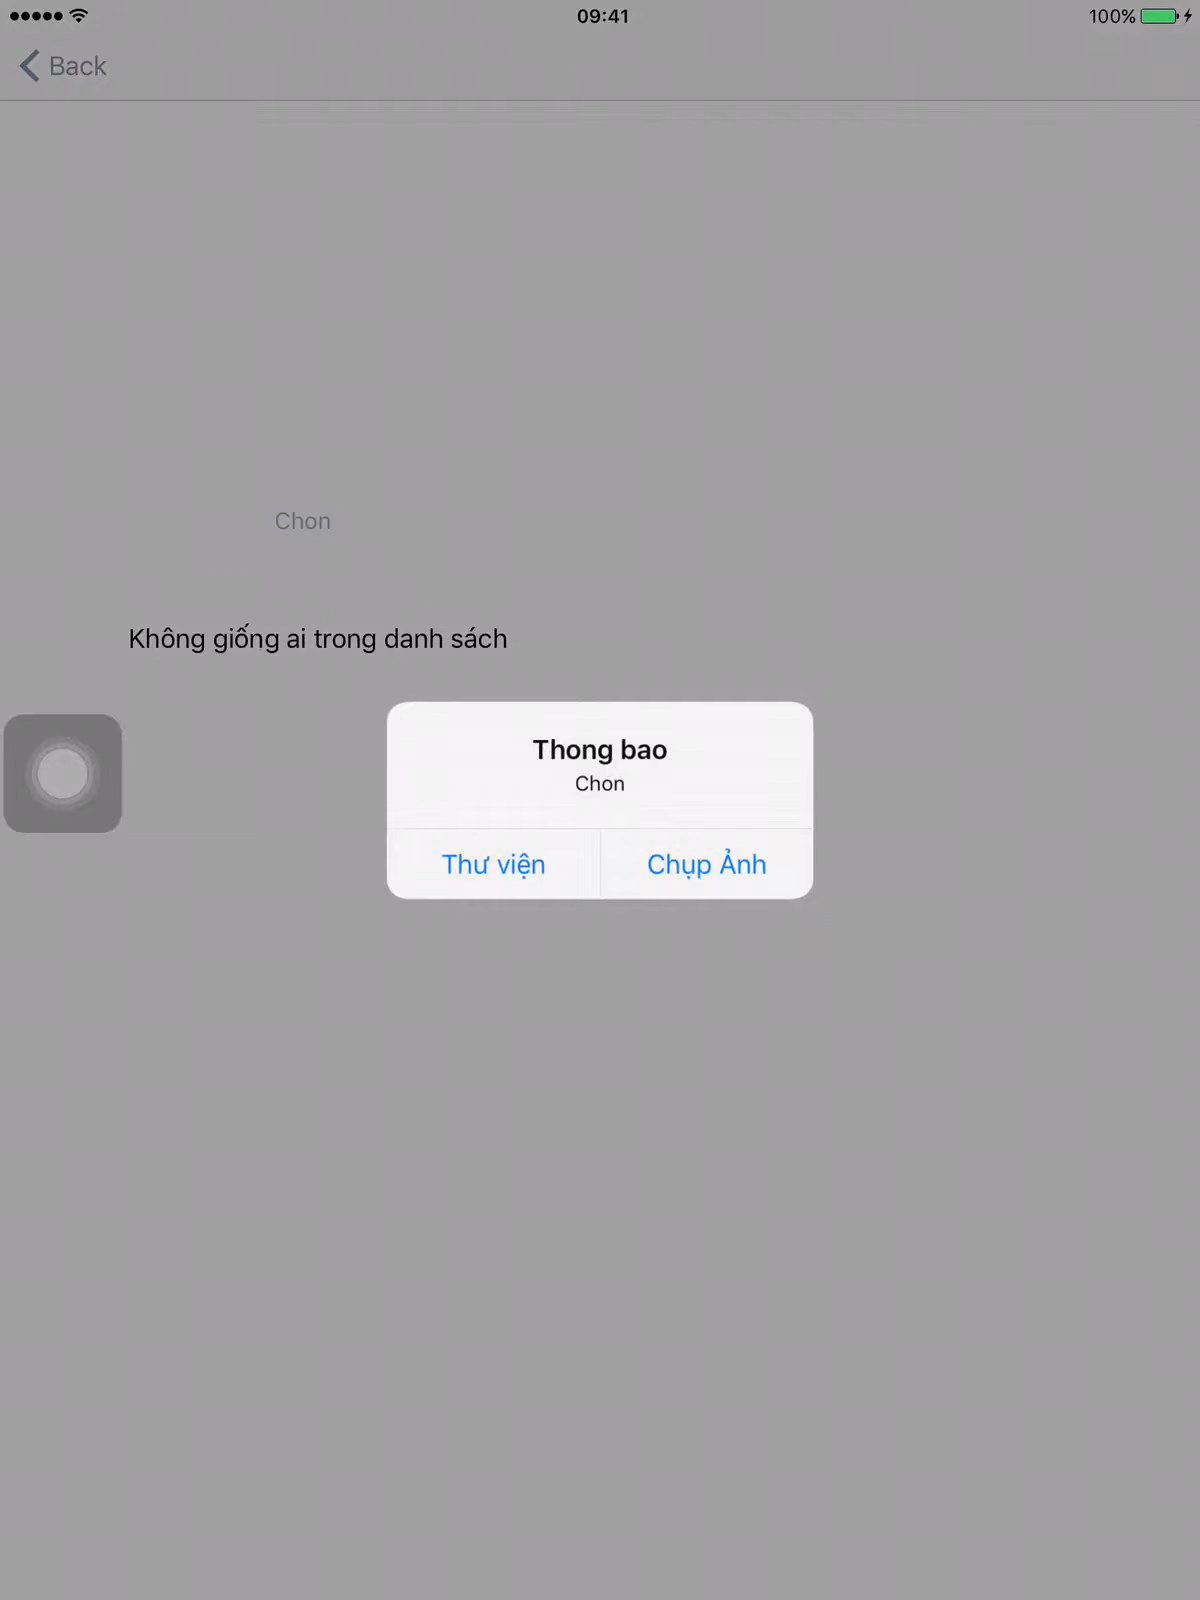 09:41
100%
Back
Chon
Không giống ai trong danh sách
Thong bao
Chon
Thư viện
Chụp Ảnh